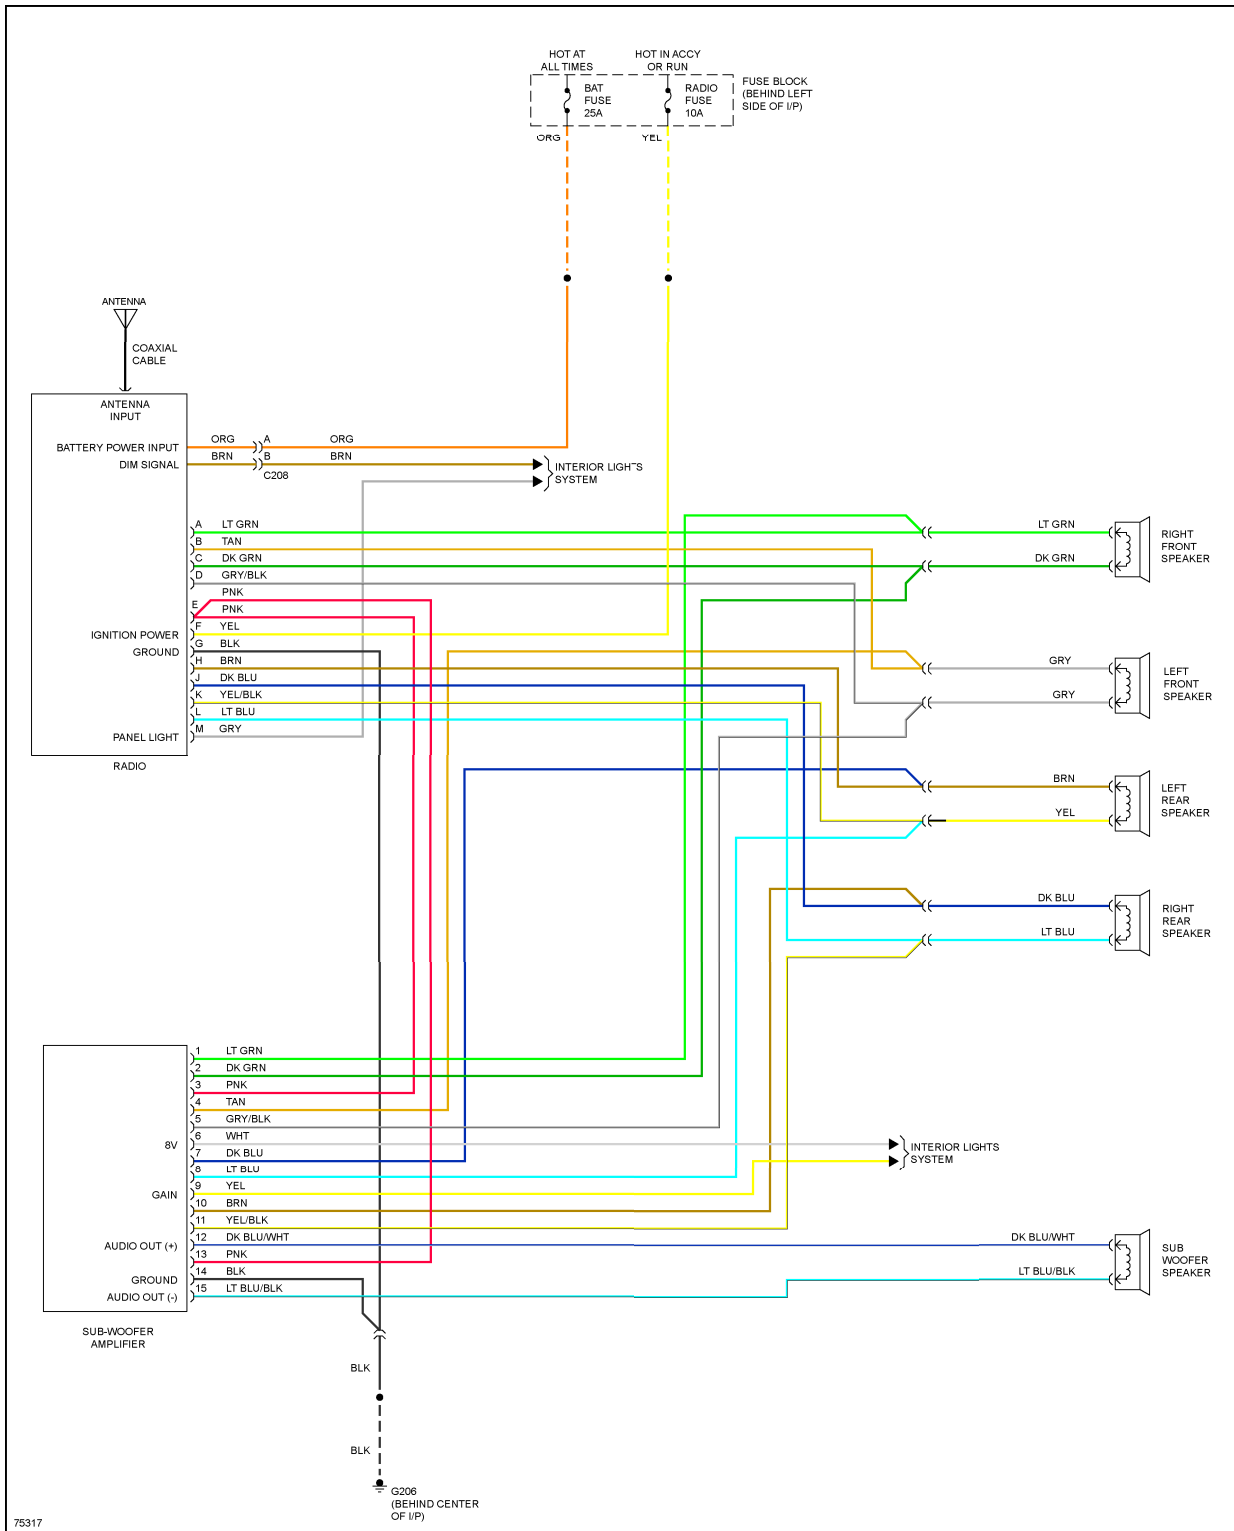 HOT AT
ALL TIMES
HOT IN ACCY
OR RUN
BAT
FUSE
25A
RADIO
FUSE
10A
FUSE BLOCK
(BEHIND LEFT
SIDE OF I/P)
ORG
YEL
ANTENNA
COAXIAL
CABLE
ANTENNA
INPUT
BATTERY POWER INPUT
ORG
A
ORG
DIM SIGNAL
BRN
B
BRN
C208
INTERIOR LIGHTS
SYSTEM
A LT GRN
B TAN
C DK GRN
D GRY/BLK
PNK
E PNK
IGNITION POWER F YEL
GROUND G BLK
H BRN
J DK BLU
K YEL/BLK
L LT BLU
PANEL LIGHT M GRY
RADIO
LT GRN
DK GRN
RIGHT
FRONT
SPEAKER
GRY
GRY
LEFT
FRONT
SPEAKER
BRN
YEL
LEFT
REAR
SPEAKER
DK BLU
LT BLU
RIGHT
REAR
SPEAKER
1 LT GRN
2 DK GRN
3 PNK
4 TAN
5 GRY/BLK
8V 6 WHT
7 DK BLU
8 LT BLU
GAIN 9 YEL
10 BRN
11 YEL/BLK
AUDIO OUT (+) 12 DK BLU/WHT
13 PNK
GROUND 14 BLK
AUDIO OUT (-) 15 LT BLU/BLK
SUB-WOOFER
AMPLIFIER
INTERIOR LIGHTS
SYSTEM
DK BLU/WHT
LT BLU/BLK
SUB
WOOFER
SPEAKER
BLK
BLK
G206
(BEHIND CENTER
OF I/P)
75317